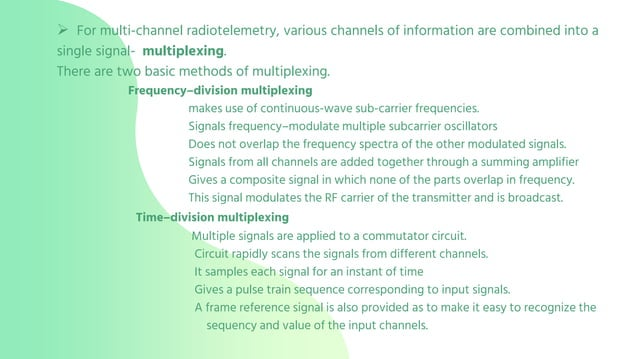 ➢ For multi-channel radiotelemetry, various channels of information are combined into a
single signal- multiplexing.
There are two basic methods of multiplexing.
Frequency–division multiplexing
makes use of continuous-wave sub-carrier frequencies.
Signals frequency–modulate multiple subcarrier oscillators
Does not overlap the frequency spectra of the other modulated signals.
Signals from all channels are added together through a summing amplifier
Gives a composite signal in which none of the parts overlap in frequency.
This signal modulates the RF carrier of the transmitter and is broadcast.
Time–division multiplexing
Multiple signals are applied to a commutator circuit.
Circuit rapidly scans the signals from different channels.
It samples each signal for an instant of time
Gives a pulse train sequence corresponding to input signals.
A frame reference signal is also provided as to make it easy to recognize the
sequency and value of the input channels.